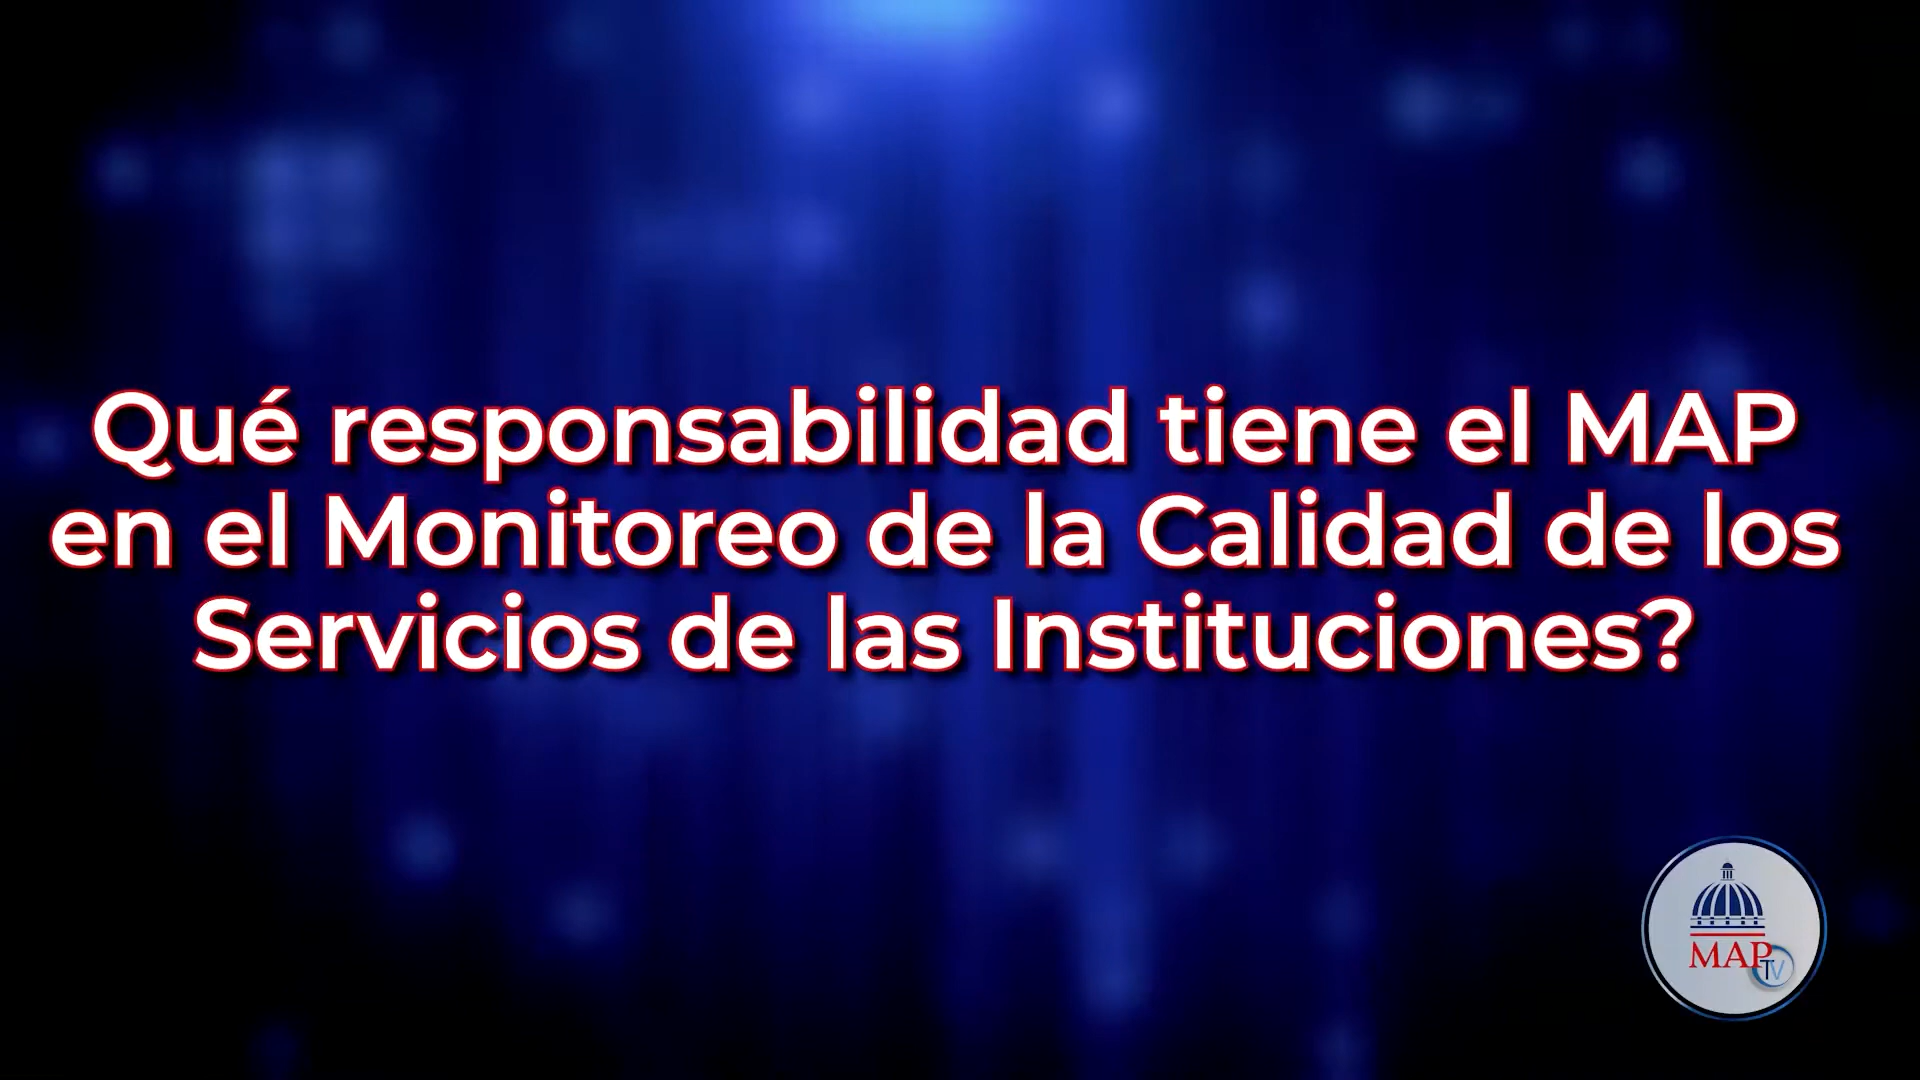 Qué responsabilidad tiene el MAP
en el Monitoreo de la Calidad de los
Servicios de las Instituciones?
MAP
TV